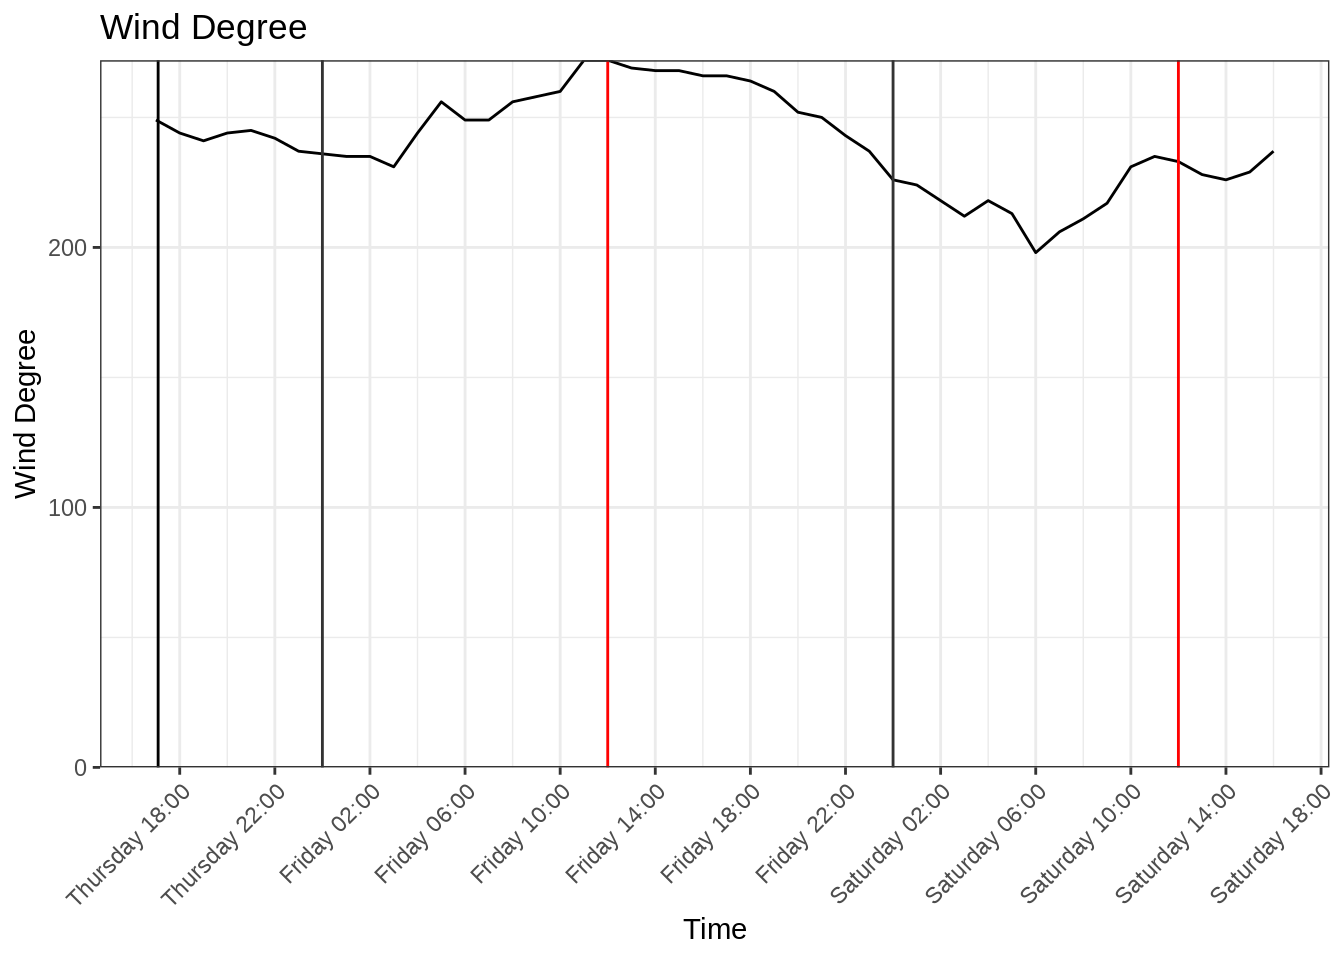 Wind Degree
Wind Degree
200
100
0
Thursday 18:00
Thursday 22:00
Friday 02:00
Friday 06:00
Friday 10:00
Friday 14:00
Friday 18:00
Friday 22:00
Saturday 02:00
Saturday 06:00
Saturday 10:00
Saturday 14:00
Saturday 18:00
Time